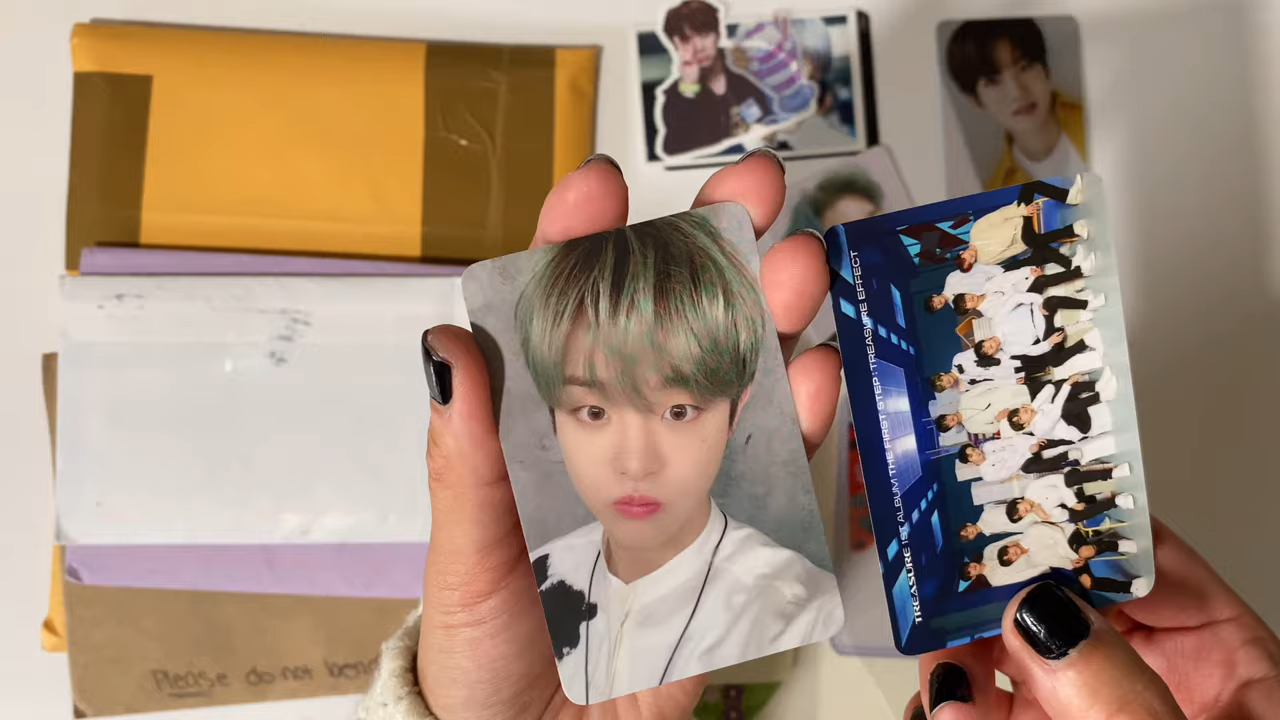 TREASURE 1ST ALBUM THE FIRST STEP : TREASURE EFFECT
Please do not bend